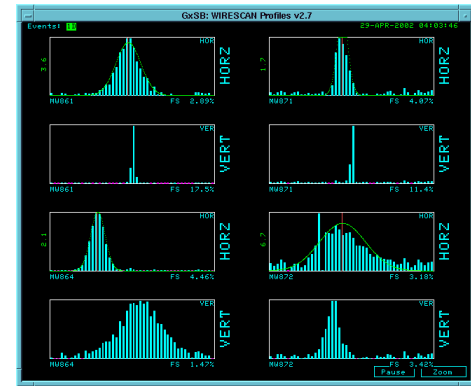 GxSB: WIRESCAN Profiles v2.7
Events: 29-APR-2002 04:03:46
3.6 HOR HORZ 1.7 HOR HORZ
MW861 FS 2.89% MW871 FS 4.07%
VER VERT VER VERT
MW861 FS 17.5% MW871 FS 11.4%
2.1 HOR HORZ 6.7 HOR HORZ
MW864 FS 4.46% MW872 FS 3.18%
VER VERT VER VERT
MW864 FS 1.47% MW872 FS 3.42%
Pause Zoom